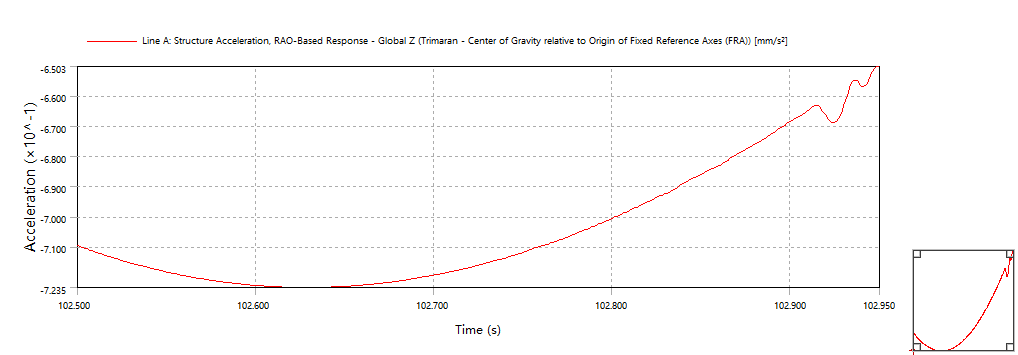 Line A: Structure Acceleration, RAO-Based Response - Global Z (Trimaran - Center of Gravity relative to Origin of Fixed Reference Axes (FRA)) [mm/s²]
Acceleration (×10^-1)
-6.503
-6.600
-6.700
-6.800
-6.900
-7.000
-7.100
-7.235
102.500 102.600 102.700 102.800 102.900 102.950
Time (s)